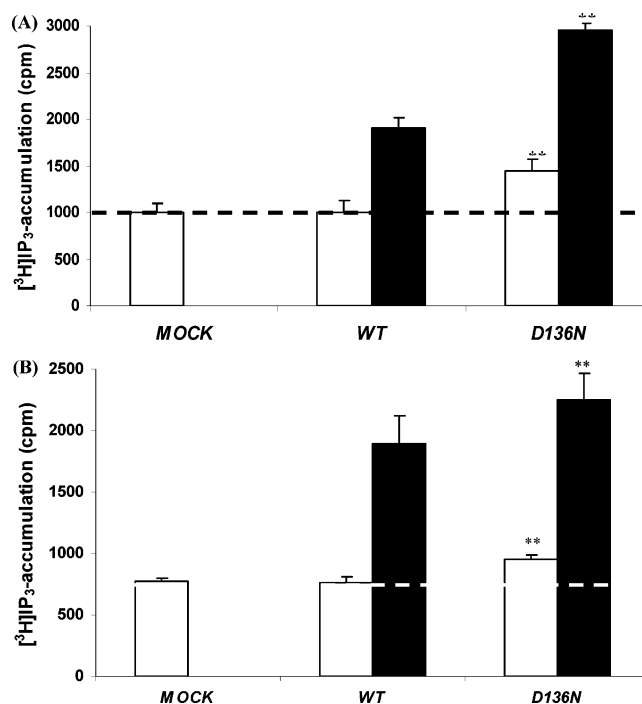 (A)
[³H]IP₃-accumulation (cpm)
3000
2500
2000
1500
1000
500
0
**
**
MOCK WT D136N
(B)
[³H]IP₃-accumulation (cpm)
2500
2000
1500
1000
500
0
**
**
MOCK WT D136N